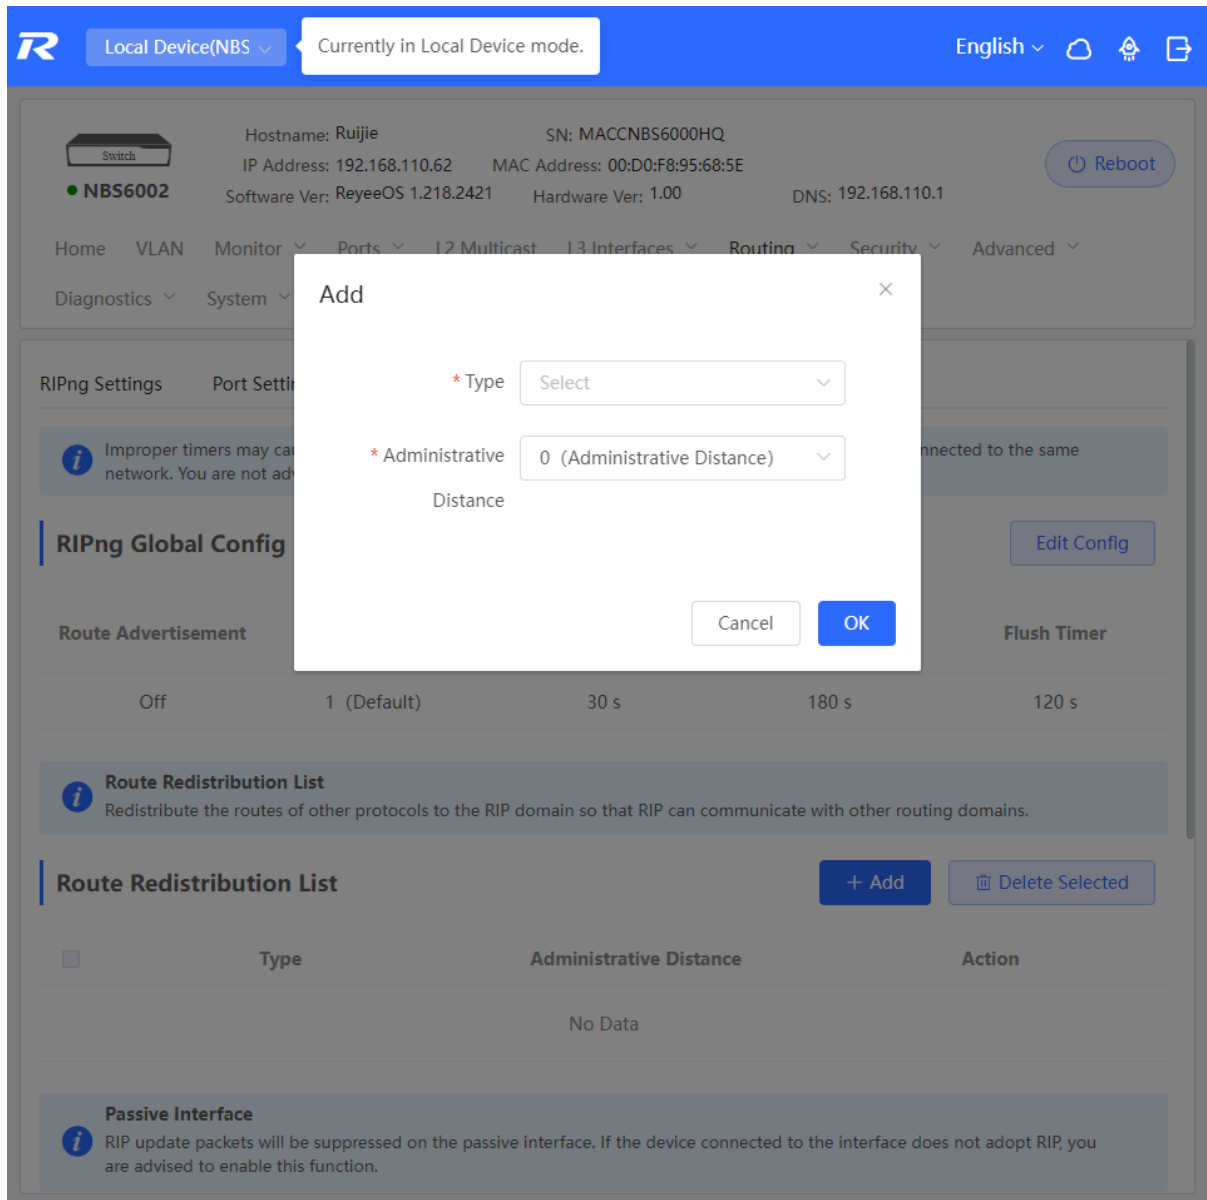 Local Device(NBS
Currently in Local Device mode.
English
Switch
NBS6002
Hostname: Ruijie
SN: MACCNBS6000HQ
IP Address: 192.168.110.62
MAC Address: 00:D0:F8:95:68:5E
Software Ver: ReyeeOS 1.218.2421
Hardware Ver: 1.00
DNS: 192.168.110.1
Reboot
Home VLAN Monitor Ports L2 Multicast L3 Interfaces Routing Security Advanced
Diagnostics System
Add
* Type
Select
* Administrative
Distance
0 (Administrative Distance)
Cancel
OK
RIPng Settings
Port Settin
Improper timers may cau
nnected to the same
network. You are not adv
RIPng Global Config
Edit Config
Route Advertisement
Flush Timer
Off 1 (Default) 30 s 180 s 120 s
Route Redistribution List
Redistribute the routes of other protocols to the RIP domain so that RIP can communicate with other routing domains.
Route Redistribution List
+ Add
Delete Selected
Type Administrative Distance Action
No Data
Passive Interface
RIP update packets will be suppressed on the passive interface. If the device connected to the interface does not adopt RIP, you
are advised to enable this function.